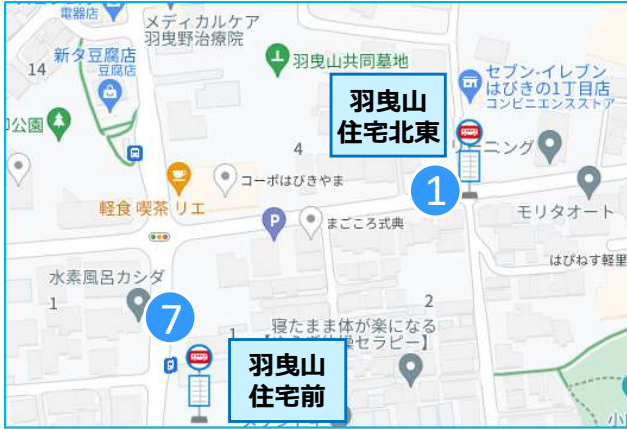 電器店
メディカルケア
羽曳野治療院
新タ豆腐店
豆腐店
14
羽曳山共同墓地
セブン-イレブン
はびきの1丁目店
コンビニエンスストア
羽曳山
住宅北東
公園
4
リーニング
コーポはびきやま
1
軽食 喫茶 リエ
P
まごころ式典
モリタオート
はぴねす軽里
水素風呂カシダ
1
7
2
1
寝たまま体が楽になる
セラピー】
羽曳山
住宅前